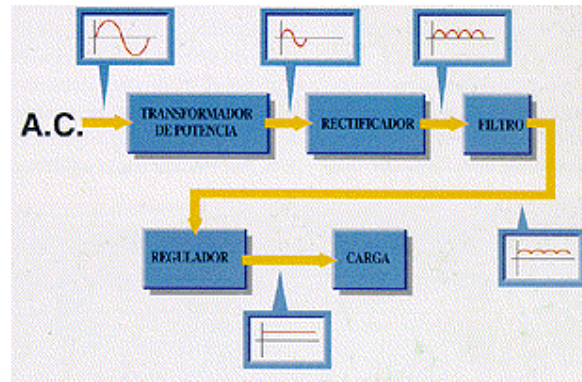 A.C.
TRANSFORMADOR
DE POTENCIA
RECTIFICADOR
FILTRO
REGULADOR
CARGA